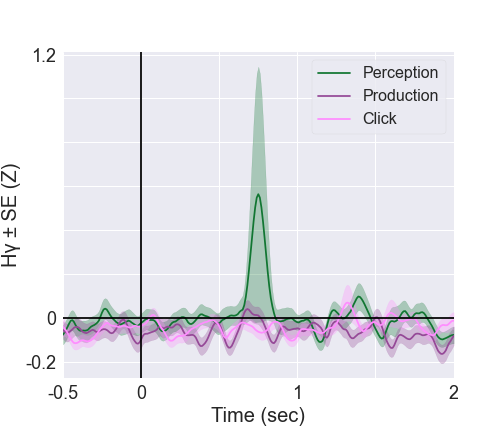 1.2
Perception
Production
Click
Hγ ± SE (Z)
0
-0.2
-0.5 0 1 2
Time (sec)